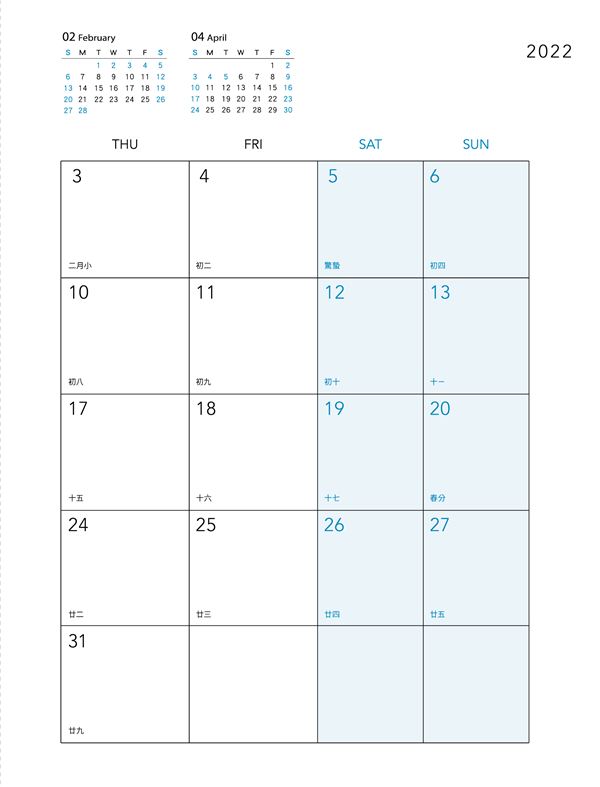 02 February
S M T W T F S
1 2 3 4 5
6 7 8 9 10 11 12
13 14 15 16 17 18 19
20 21 22 23 24 25 26
27 28
04 April
S M T W T F S
1 2
3 4 5 6 7 8 9
10 11 12 13 14 15 16
17 18 19 20 21 22 23
24 25 26 27 28 29 30
2022
THU FRI SAT SUN
3 4 5 6
二月小 初二 驚蟄 初四
10 11 12 13
初八 初九 初十 十一
17 18 19 20
十五 十六 十七 春分
24 25 26 27
廿二 廿三 廿四 廿五
31
廿九